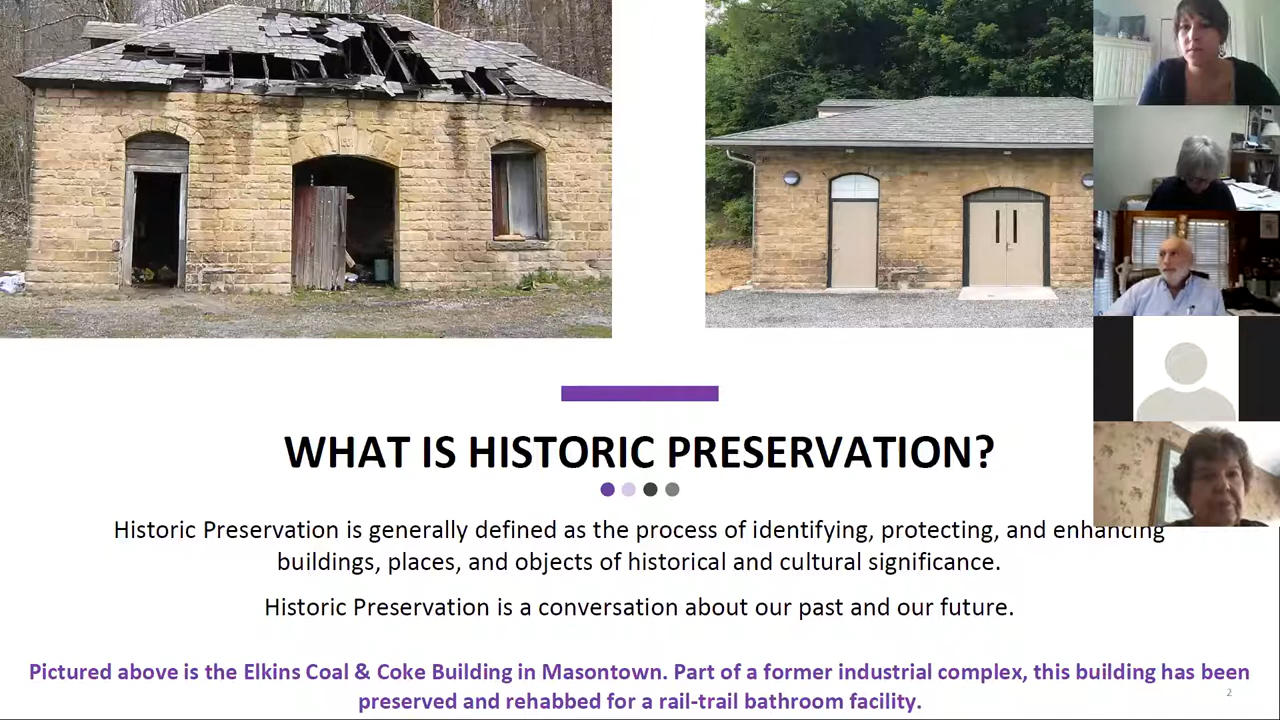 WHAT IS HISTORIC PRESERVATION?
Historic Preservation is generally defined as the process of identifying, protecting, and enhancing
buildings, places, and objects of historical and cultural significance.
Historic Preservation is a conversation about our past and our future.
Pictured above is the Elkins Coal & Coke Building in Masontown. Part of a former industrial complex, this building has been
preserved and rehabbed for a rail-trail bathroom facility.
2